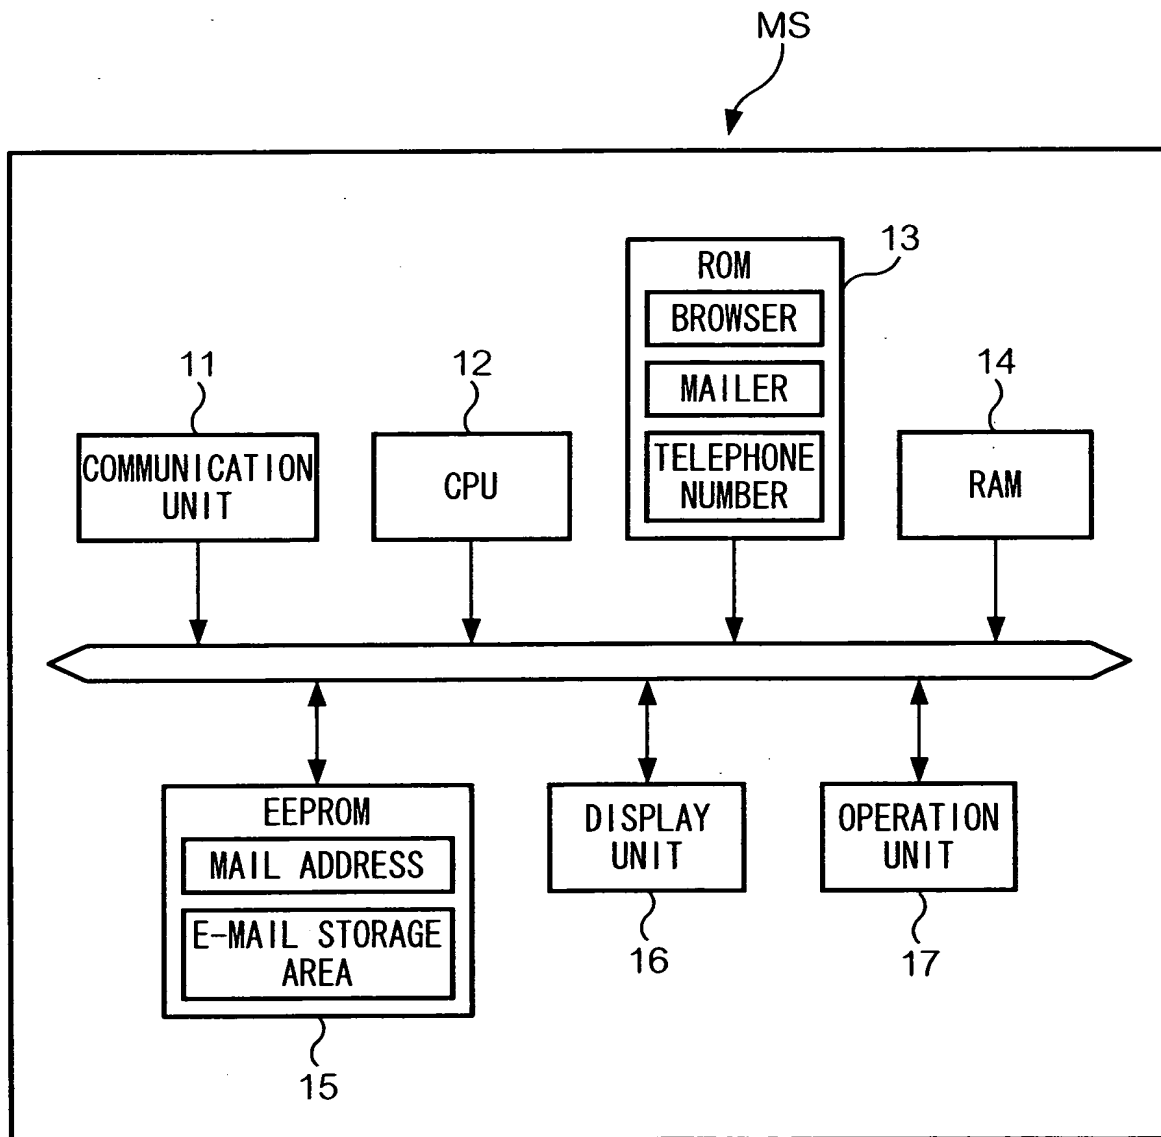 MS
13
ROM
BROWSER
MAILER
TELEPHONE
NUMBER
11
COMMUNICATION
UNIT
12
CPU
14
RAM
EEPROM
MAIL ADDRESS
E-MAIL STORAGE
AREA
15
DISPLAY
UNIT
16
OPERATION
UNIT
17